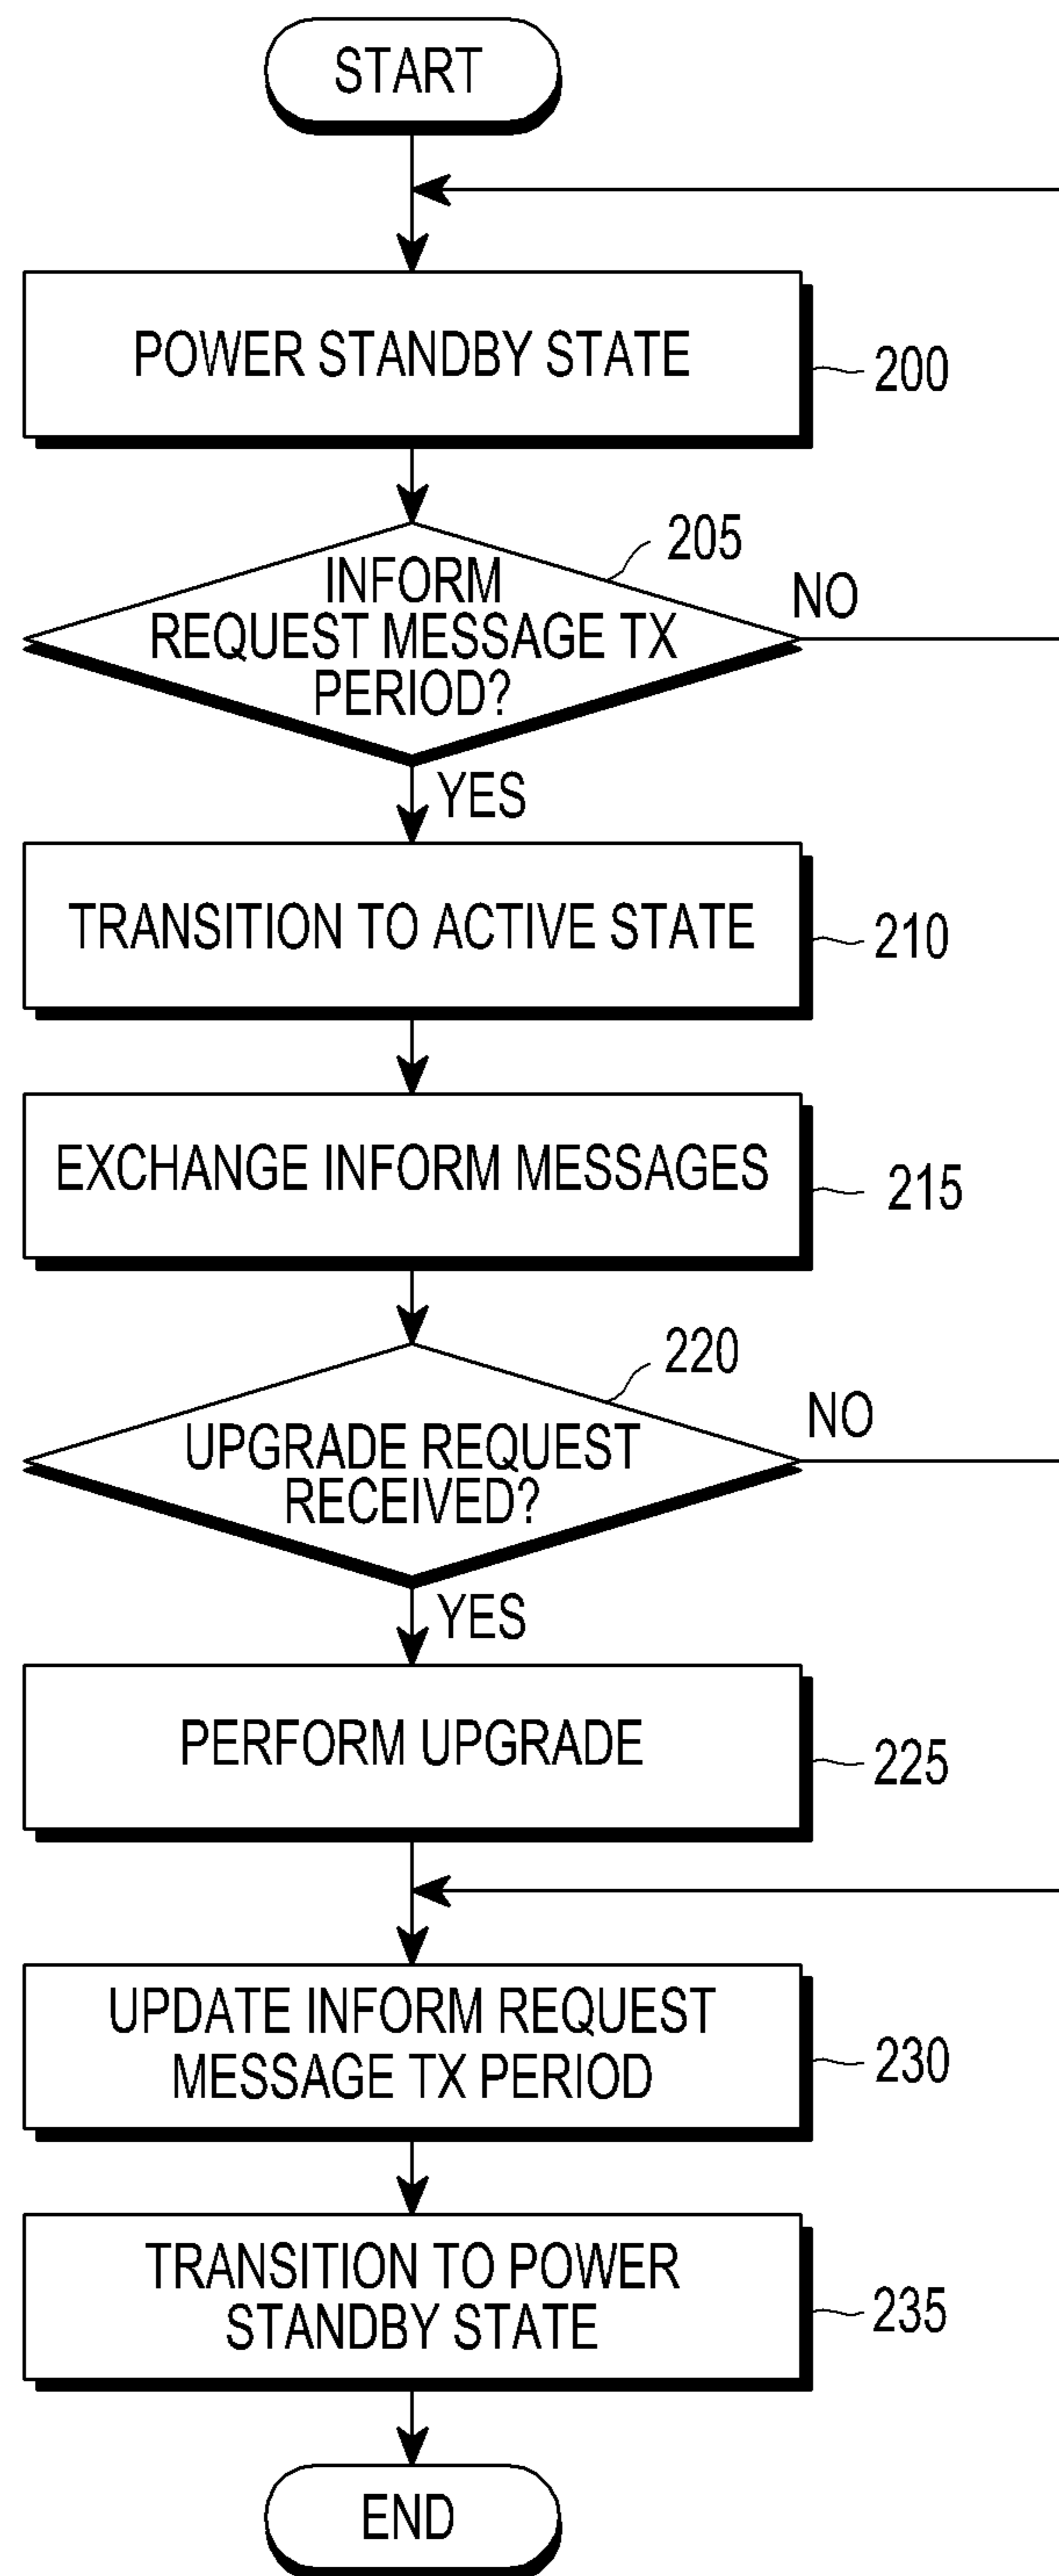 START
POWER STANDBY STATE
200
205
INFORM
REQUEST MESSAGE TX
PERIOD?
NO
YES
TRANSITION TO ACTIVE STATE
210
EXCHANGE INFORM MESSAGES
215
220
UPGRADE REQUEST
RECEIVED?
NO
YES
PERFORM UPGRADE
225
UPDATE INFORM REQUEST
MESSAGE TX PERIOD
230
TRANSITION TO POWER
STANDBY STATE
235
END